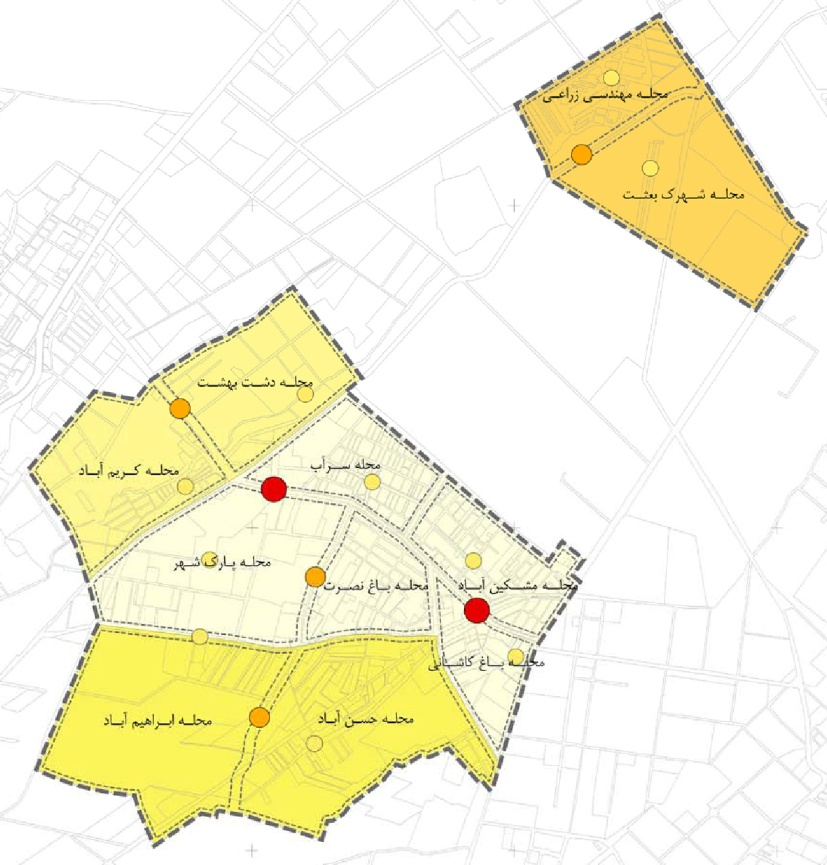 محله مهندسی زراعی
محله شهرک بعثت
محله دشت بهشت
محله کریم آباد
محله سرآب
محله پارک شهر
محله باغ نصرت
محله مشکین آباد
محله باغ کاشانی
محله ابراهیم آباد
محله حسن آباد